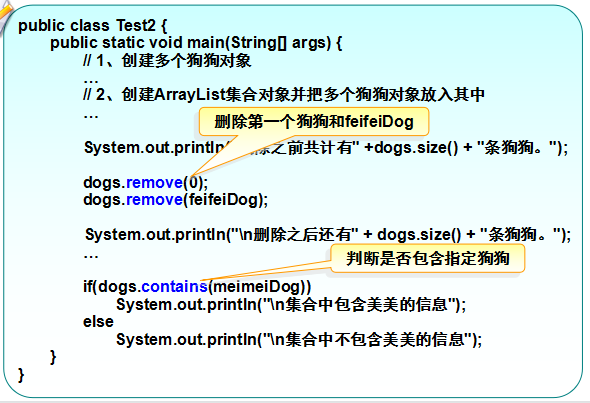 public class Test2 {
public static void main(String[] args) {
// 1、创建多个狗狗对象
…
// 2、创建ArrayList集合对象并把多个狗狗对象放入其中
…
删除第一个狗狗和feifeiDog
System.out.println( 除之前共计有" +dogs.size() + "条狗狗。");
dogs.remove(0);
dogs.remove(feifeiDog);
System.out.println("\n删除之后还有" + dogs.size() + "条狗狗。");
…
判断是否包含指定狗狗
if(dogs.contains(meimeiDog))
System.out.println("\n集合中包含美美的信息");
else
System.out.println("\n集合中不包含美美的信息");
}
}